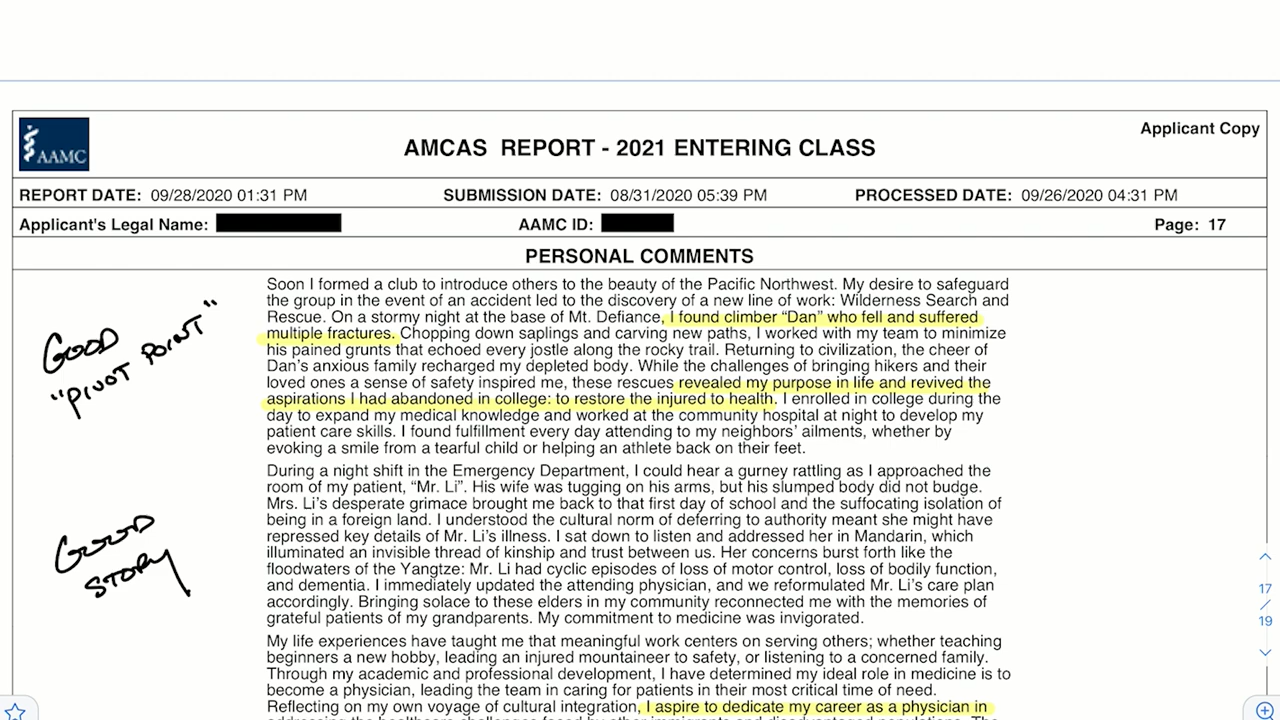 AAMC
AMCAS REPORT - 2021 ENTERING CLASS
Applicant Copy
REPORT DATE: 09/28/2020 01:31 PM
SUBMISSION DATE: 08/31/2020 05:39 PM
PROCESSED DATE: 09/26/2020 04:31 PM
Applicant's Legal Name:
AAMC ID:
Page: 17
PERSONAL COMMENTS
Soon I formed a club to introduce others to the beauty of the Pacific Northwest. My desire to safeguard
the group in the event of an accident led to the discovery of a new line of work: Wilderness Search and
Rescue. On a stormy night at the base of Mt. Defiance, I found climber “Dan” who fell and suffered
multiple fractures. Chopping down saplings and carving new paths, I worked with my team to minimize
his pained grunts that echoed every jostle along the rocky trail. Returning to civilization, the cheer of
Dan's anxious family recharged my depleted body. While the challenges of bringing hikers and their
loved ones a sense of safety inspired me, these rescues revealed my purpose in life and revived the
aspirations I had abandoned in college: to restore the injured to health. I enrolled in college during the
day to expand my medical knowledge and worked at the community hospital at night to develop my
patient care skills. I found fulfillment every day attending to my neighbors' ailments, whether by
evoking a smile from a tearful child or helping an athlete back on their feet.
GOOD
"PIVOT POINT"
During a night shift in the Emergency Department, I could hear a gurney rattling as I approached the
room of my patient, “Mr. Li”. His wife was tugging on his arms, but his slumped body did not budge.
Mrs. Li's desperate grimace brought me back to that first day of school and the suffocating isolation of
being in a foreign land. I understood the cultural norm of deferring to authority meant she might have
repressed key details of Mr. Li's illness. I sat down to listen and addressed her in Mandarin, which
illuminated an invisible thread of kinship and trust between us. Her concerns burst forth like the
floodwaters of the Yangtze: Mr. Li had cyclic episodes of loss of motor control, loss of bodily function,
and dementia. I immediately updated the attending physician, and we reformulated Mr. Li's care plan
accordingly. Bringing solace to these elders in my community reconnected me with the memories of
grateful patients of my grandparents. My commitment to medicine was invigorated.
GOOD
STORY
My life experiences have taught me that meaningful work centers on serving others; whether teaching
beginners a new hobby, leading an injured mountaineer to safety, or listening to a concerned family.
Through my academic and professional development, I have determined my ideal role in medicine is to
become a physician, leading the team in caring for patients in their most critical time of need.
Reflecting on my own voyage of cultural integration, I aspire to dedicate my career as a physician in
17
/
19